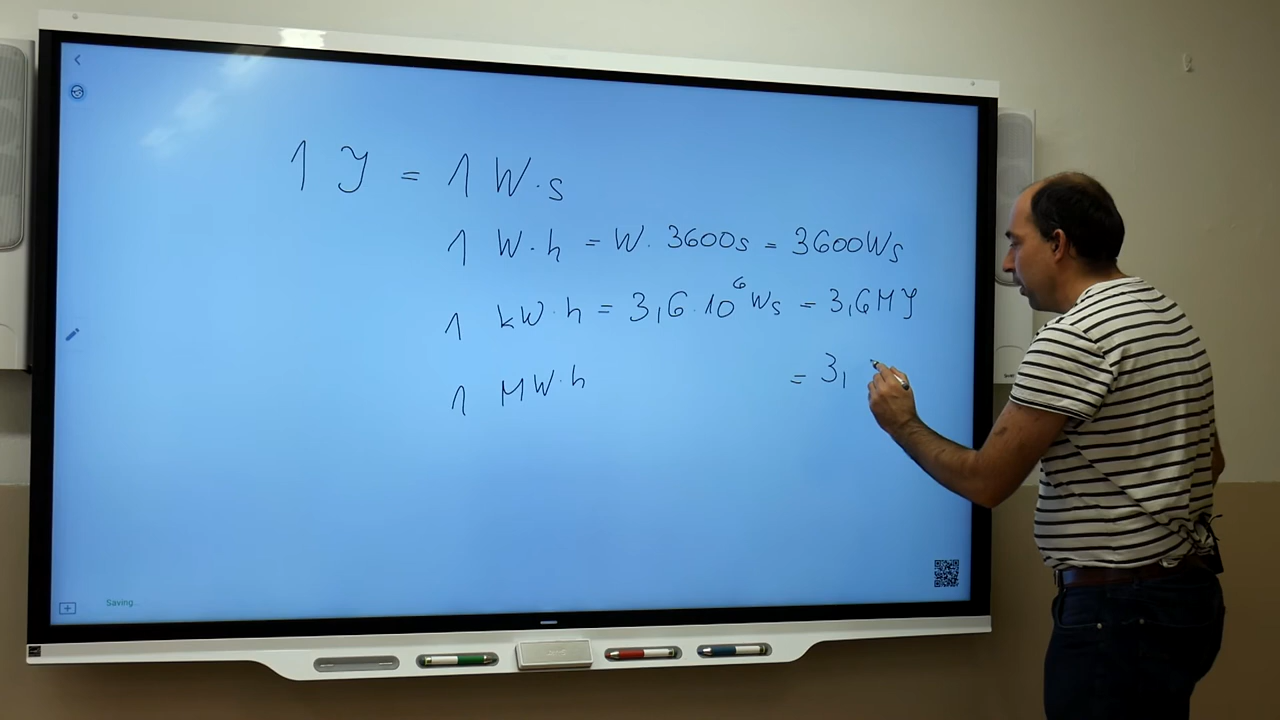 1 J = 1 W·s
1 W·h = W. 3600s = 3600Ws
1 kW·h = 3,6·10⁶ Ws = 3,6MJ
1 MW·h = 3,
Saving...